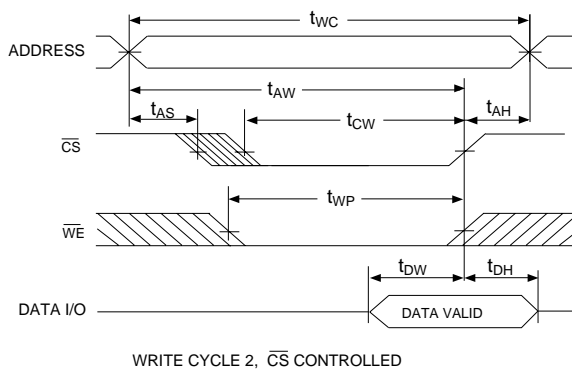 tWC
ADDRESS
tAW
tAS
tCW
tAH
CS
tWP
WE
tDW
tDH
DATA I/O
DATA VALID
WRITE CYCLE 2, CS CONTROLLED